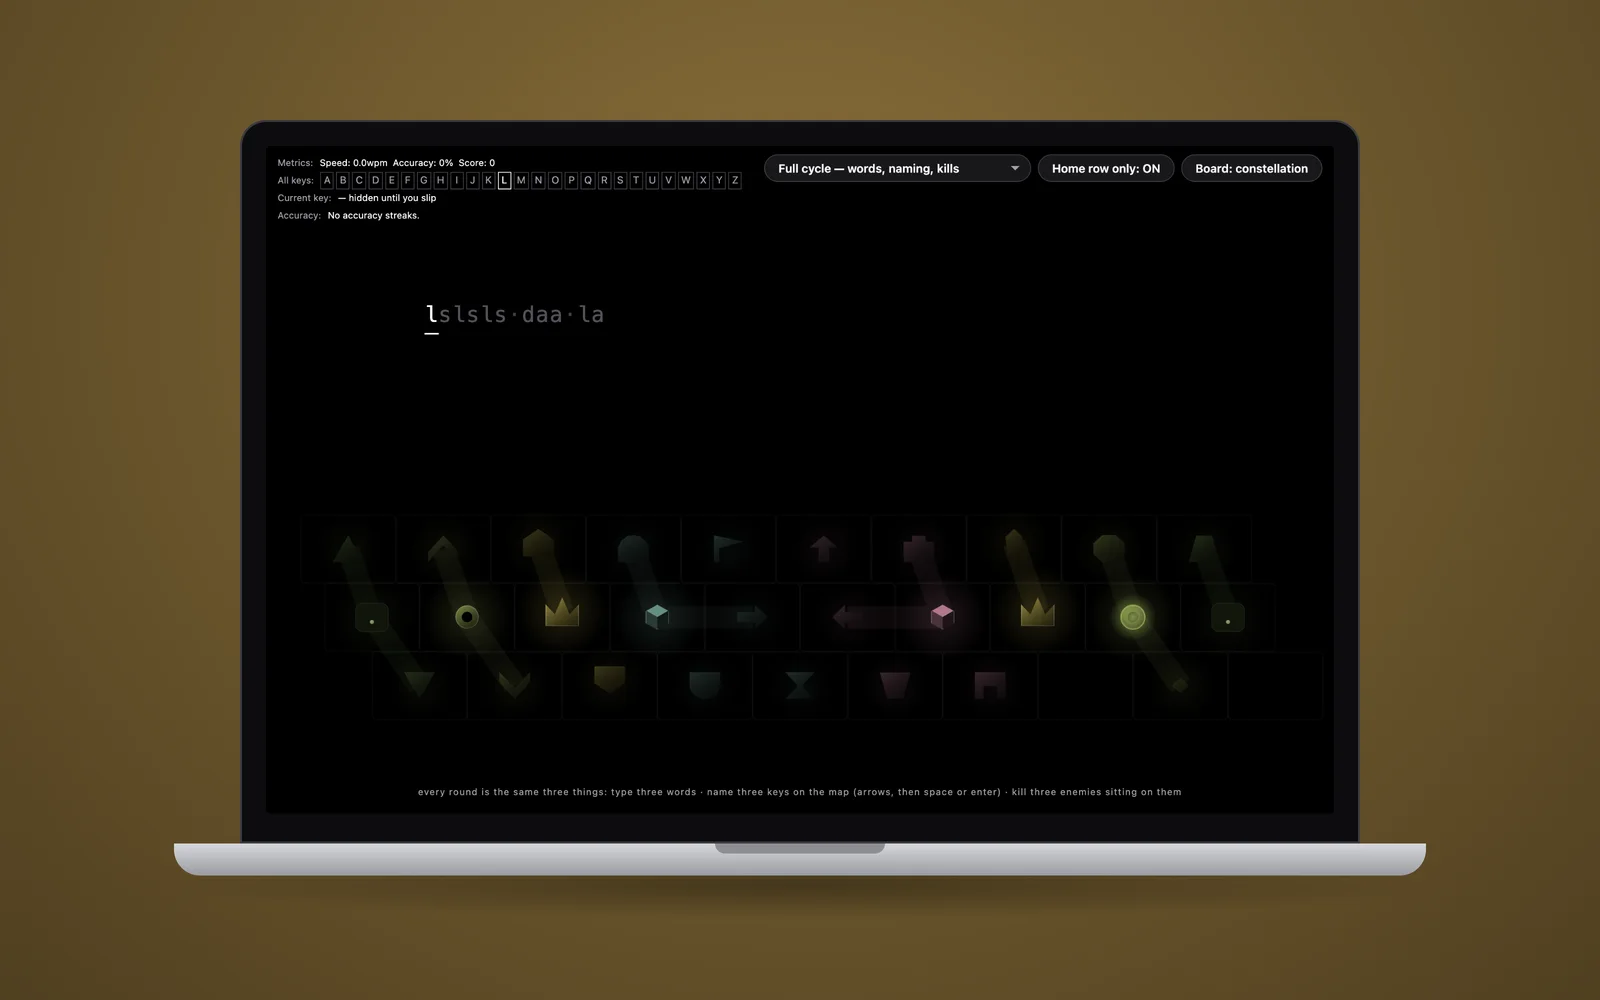 Metrics: Speed: 0.0wpm Accuracy: 0% Score: 0
All keys: A B C D E F G H I J K L M N O P Q R S T U V W X Y Z
Current key: — hidden until you slip
Accuracy: No accuracy streaks.
Full cycle — words, naming, kills
Home row only: ON
Board: constellation
lslsls·daa·la
every round is the same three things: type three words · name three keys on the map (arrows, then space or enter) · kill three enemies sitting on them